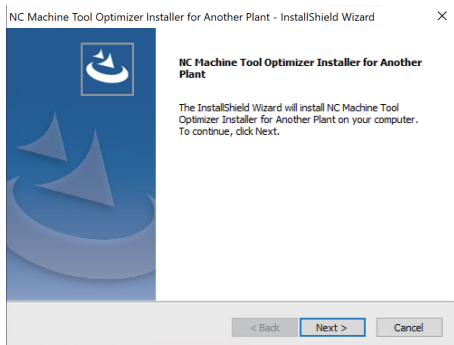 NC Machine Tool Optimizer Installer for Another Plant - InstallShield Wizard
NC Machine Tool Optimizer Installer for Another
Plant
The InstallShield Wizard will install NC Machine Tool
Optimizer Installer for Another Plant on your computer.
To continue, click Next.
< Back
Next >
Cancel